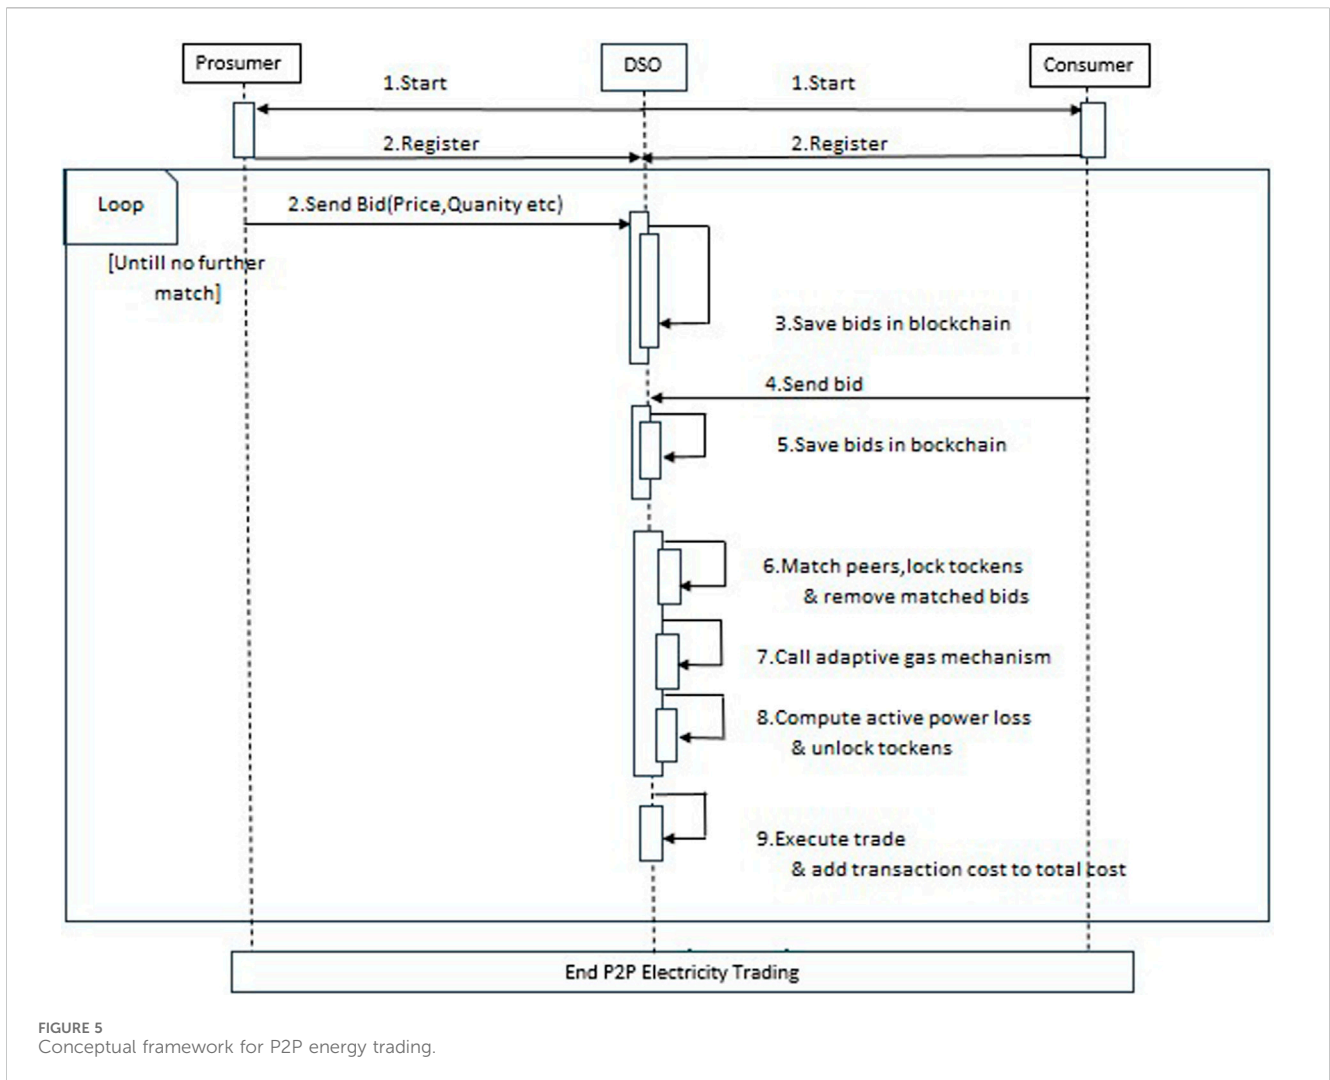 Prosumer
DSO
Consumer
1.Start
1.Start
2.Register
2.Register
Loop
2.Send Bid(Price,Quanity etc)
[Untill no further
match]
3.Save bids in blockchain
4.Send bid
5.Save bids in bockchain
6.Match peers,lock tockens
& remove matched bids
7.Call adaptive gas mechanism
8.Compute active power loss
& unlock tockens
9.Execute trade
& add transaction cost to total cost
End P2P Electricity Trading
FIGURE 5
Conceptual framework for P2P energy trading.